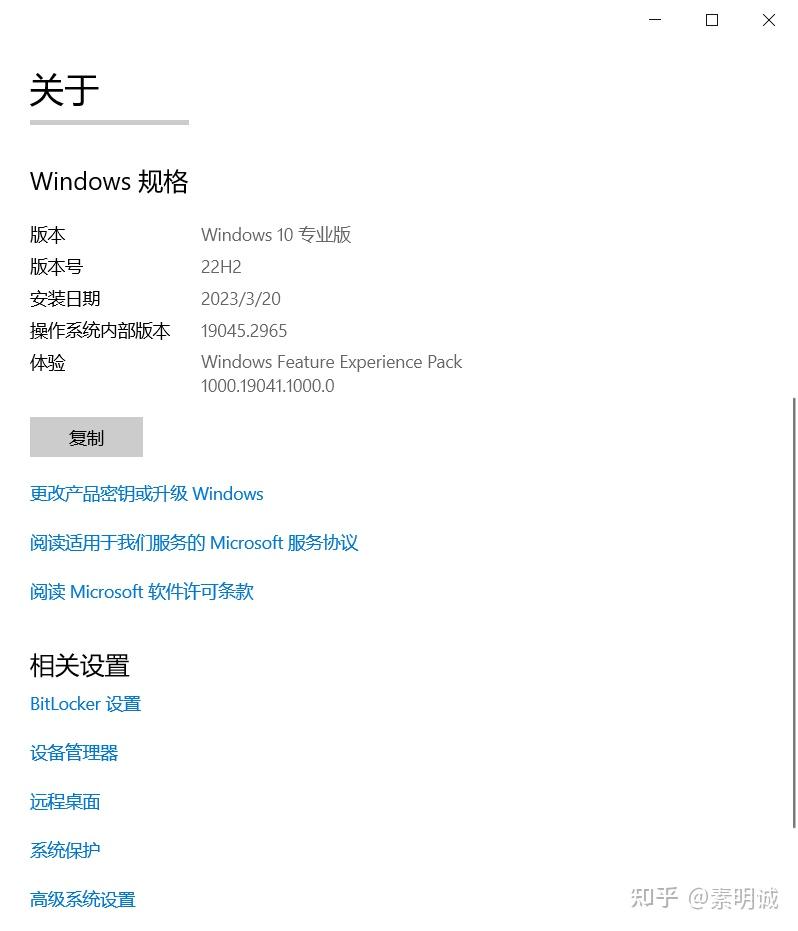 关于
Windows 规格
版本 Windows 10 专业版
版本号 22H2
安装日期 2023/3/20
操作系统内部版本 19045.2965
体验 Windows Feature Experience Pack
1000.19041.1000.0
复制
更改产品密钥或升级 Windows
阅读适用于我们服务的 Microsoft 服务协议
阅读 Microsoft 软件许可条款
相关设置
BitLocker 设置
设备管理器
远程桌面
系统保护
高级系统设置
知乎 @素明诚